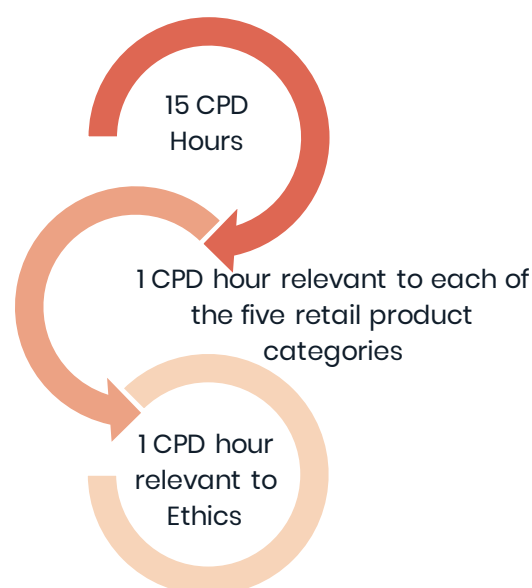 15 CPD
Hours
1 CPD hour relevant to each of
the five retail product
categories
1 CPD hour
relevant to
Ethics